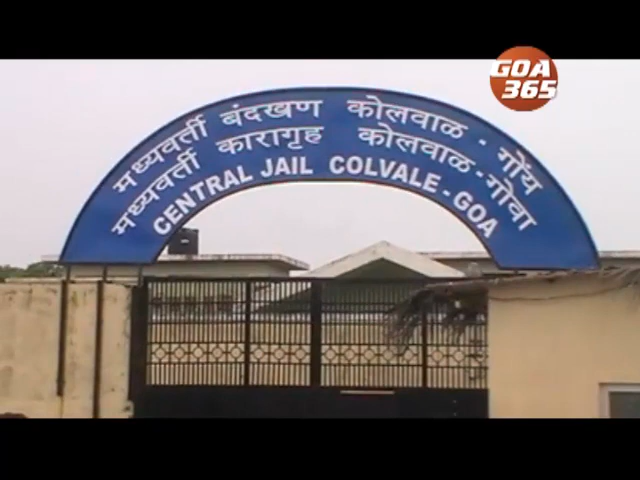 GOA
365
मध्यवर्ती बंदखण कोलवाळ - गोंय
मध्यवर्ती कारागृह कोलवाळ - गोवा
CENTRAL JAIL COLVALE - GOA